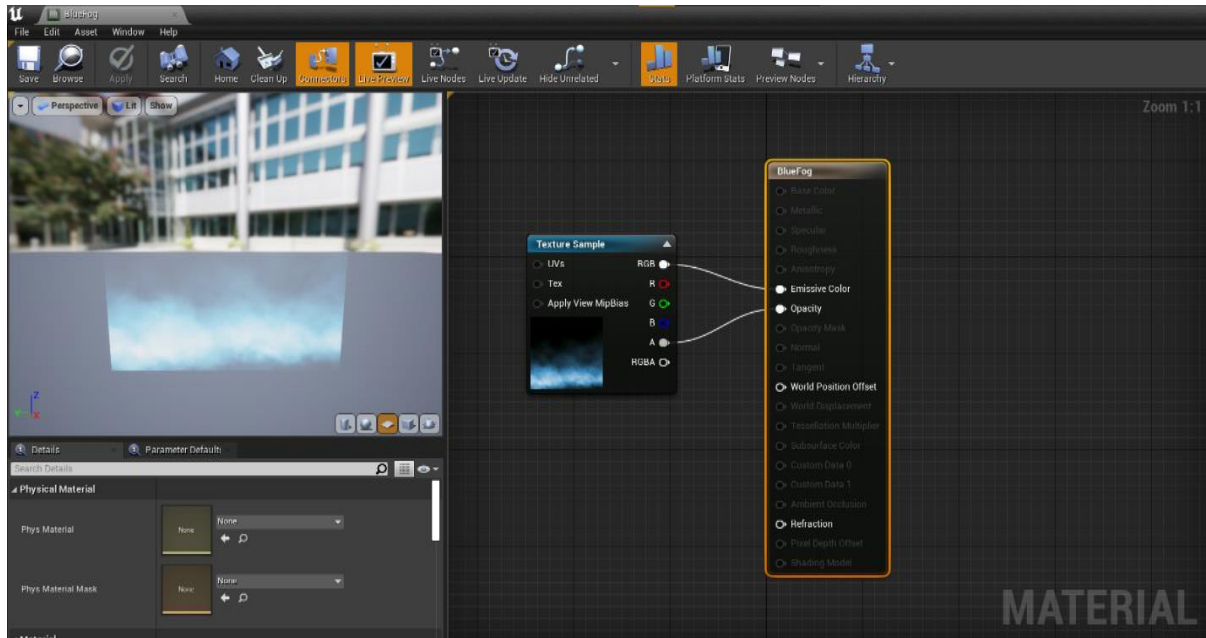 BlueFog
File Edit Asset Window Help
Save Browse Apply Search Home Clean Up Connectors Live Preview Live Nodes Live Update Hide Unrelated Stats Platform Stats Preview Nodes Hierarchy
Perspective Lit Show
Zoom 1:1
BlueFog
Base Color
Metallic
Specular
Roughness
Anisotropy
Emissive Color
Opacity
Opacity Mask
Normal
Tangent
World Position Offset
World Displacement
Tessellation Multiplier
Subsurface Color
Custom Data 0
Custom Data 1
Ambient Occlusion
Refraction
Pixel Depth Offset
Shading Model
Texture Sample
UVs RGB
Tex R
Apply View MipBias G
B
A
RGBA
Z
Y X
Details Parameter Defaults
Search Details
Physical Material
Phys Material None None
Phys Material Mask None None
Material
MATERIAL